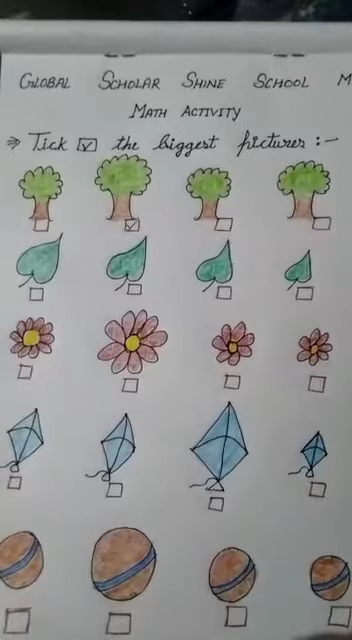 GLOBAL SCHOLAR SHINE SCHOOL M
MATH ACTIVITY
⇒ Tick ☑ the biggest pictures :-